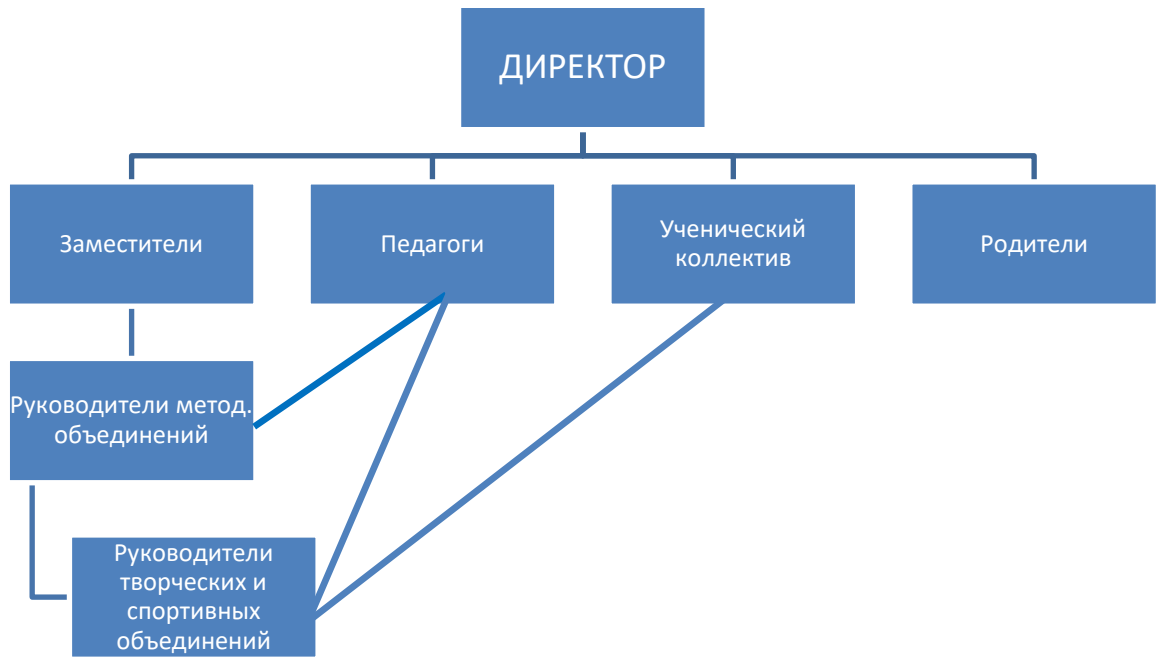 ДИРЕКТОР
Заместители
Педагоги
Ученический
коллектив
Родители
Руководители метод.
объединений
Руководители
творческих и
спортивных
объединений